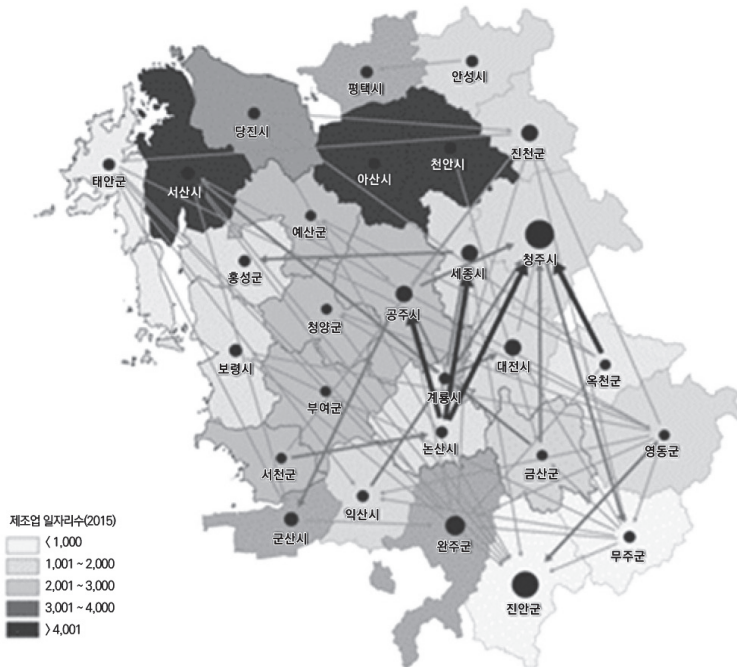 평택시
안성시
당진시
진천군
태안군
서산시
아산시
천안시
예산군
홍성군
세종시
청주시
청양군
공주시
보령시
대전시
옥천군
부여군
계룡시
논산시
영동군
서천군
금산군
익산시
군산시
완주군
무주군
진안군
제조업 일자리수(2015)
< 1,000
1,001 ~ 2,000
2,001 ~ 3,000
3,001 ~ 4,000
> 4,001